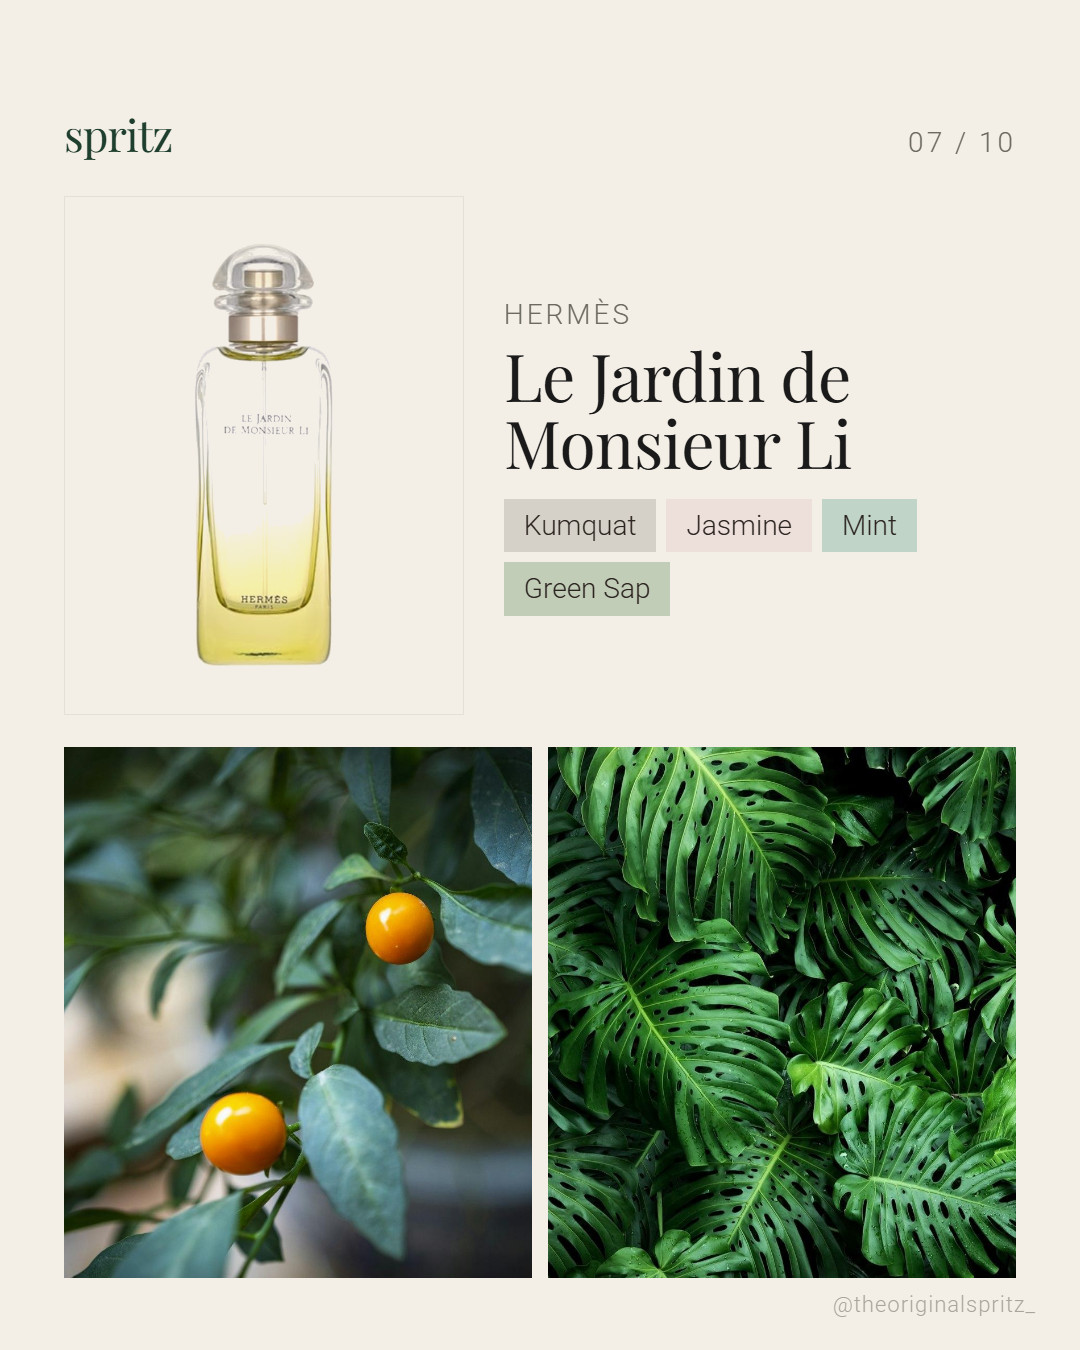 spritz
07 / 10
LE JARDIN
DE MONSIEUR LI
HERMÈS
PARIS
HERMÈS
Le Jardin de
Monsieur Li
Kumquat
Jasmine
Mint
Green Sap
@theoriginalspritz_